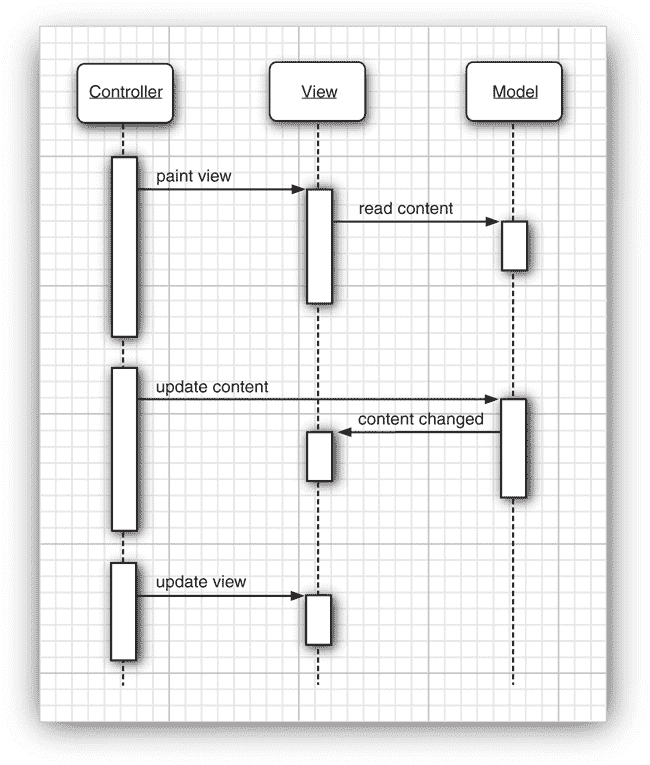 Controller
View
Model
paint view
read content
update content
content changed
update view